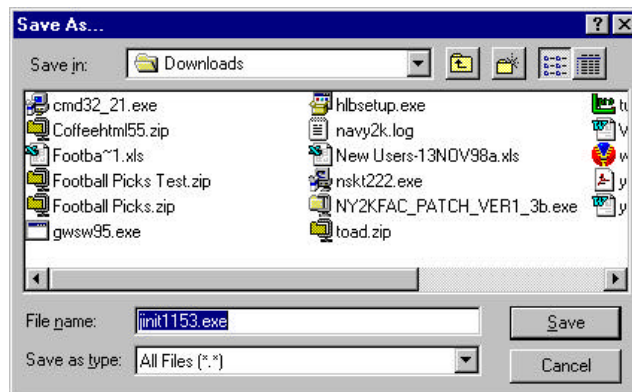 Save As...
Save in: Downloads
cmd32_21.exe
Coffeehtml55.zip
Footba~1.xls
Football Picks Test.zip
Football Picks.zip
gwsw95.exe
hlbsetup.exe
navy2k.log
New Users-13NOV98a.xls
nskt222.exe
NY2KFAC_PATCH_VER1_3b.exe
toad.zip
File name: jinit1153.exe
Save
Save as type: All Files (*.*)
Cancel